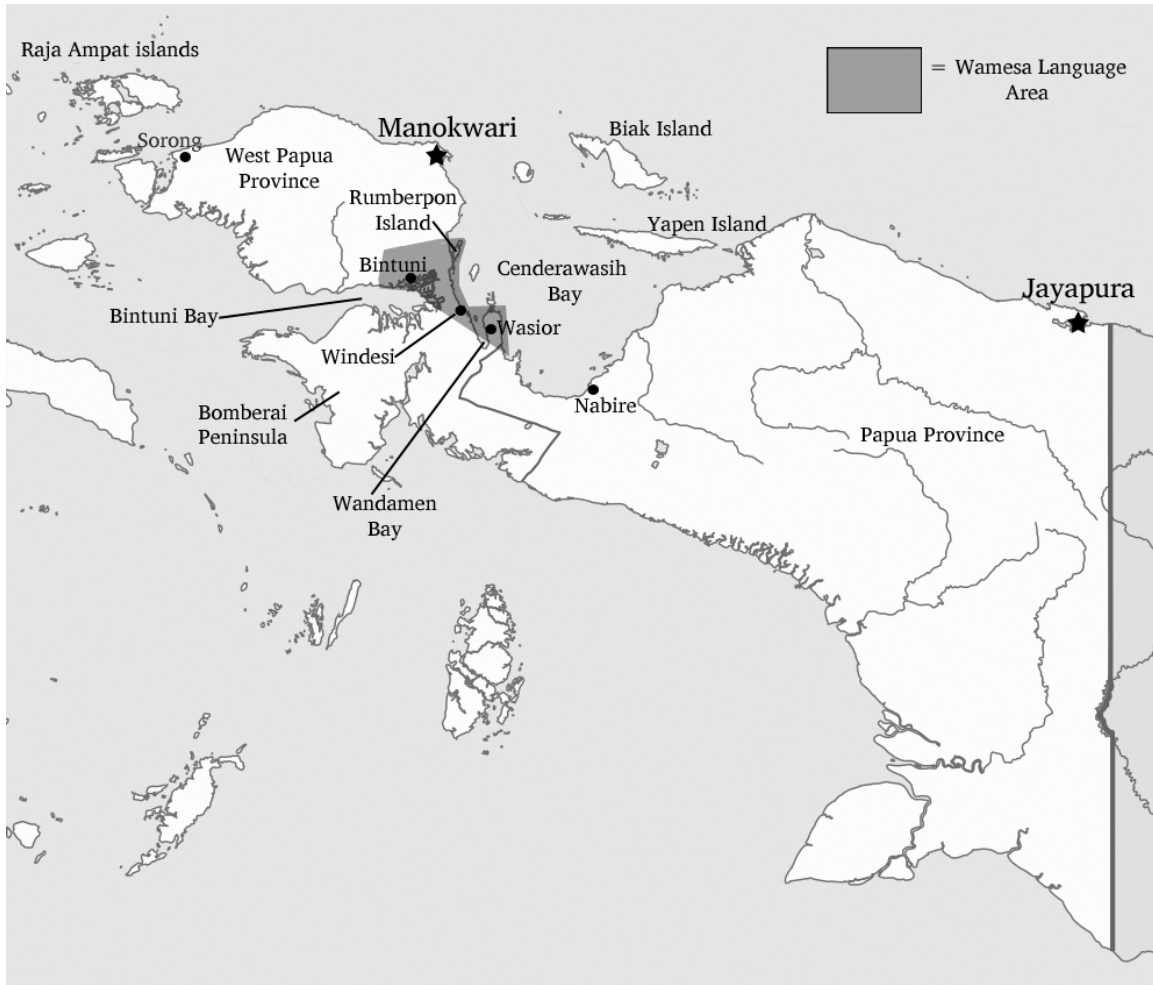 Raja Ampat islands
= Wamesa Language
Area
Sorong
Manokwari
Biak Island
West Papua
Province
Rumberpon
Island
Yapen Island
Bintuni
Cenderawasih
Bay
Jayapura
Bintuni Bay
Wasior
Windesi
Nabire
Bomberai
Peninsula
Papua Province
Wandamen
Bay